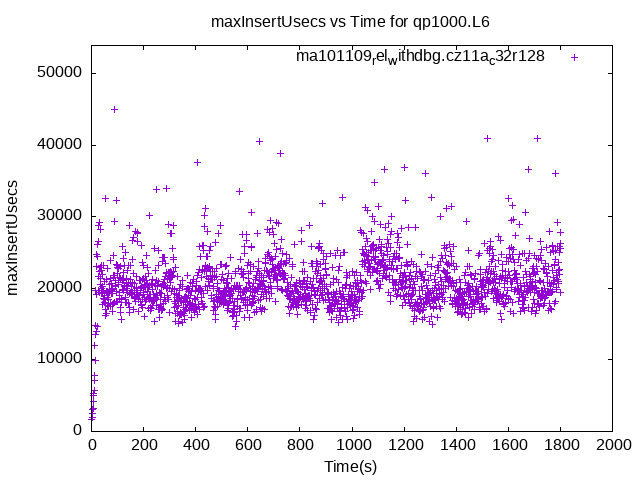 maxInsertUsecs vs Time for qp1000.L6
ma101109relwithdbg.cz11ac32r128
50000
40000
30000
20000
10000
0
maxInsertUsecs
0 200 400 600 800 1000 1200 1400 1600 1800 2000
Time(s)